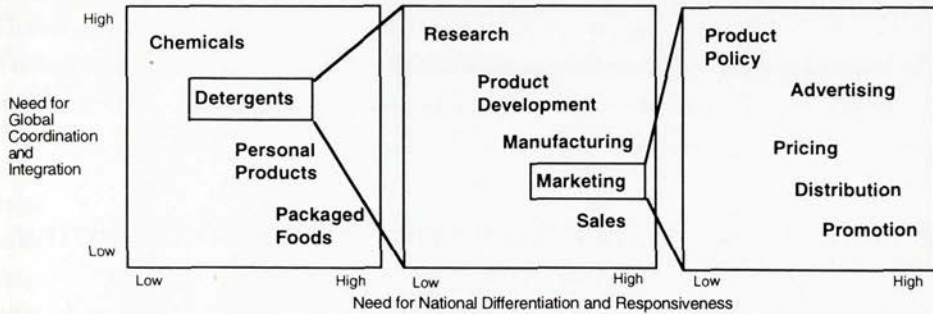 High
Need for
Global
Coordination
and
Integration
Low
Chemicals
Detergents
Personal
Products
Packaged
Foods
Low
High
Research
Product
Development
Manufacturing
Marketing
Sales
Low
High
Product
Policy
Advertising
Pricing
Distribution
Promotion
Low
High
Need for National Differentiation and Responsiveness